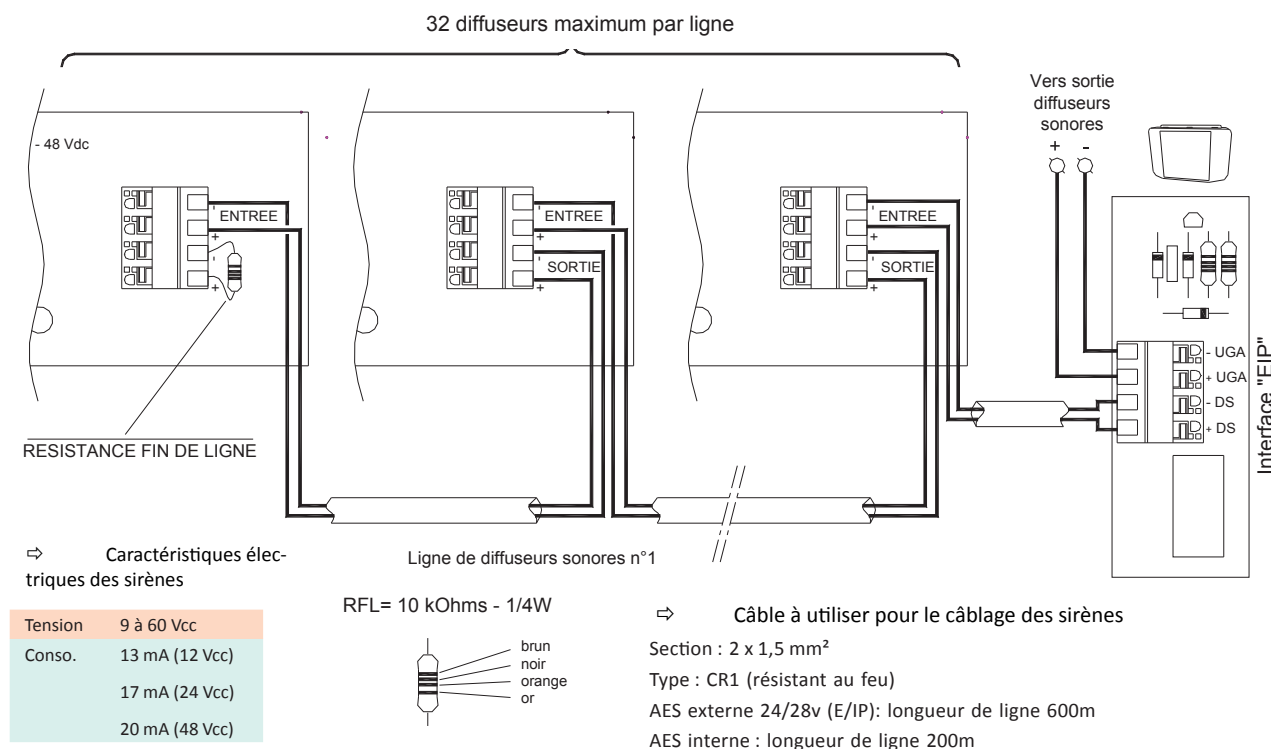 32 diffuseurs maximum par ligne
Vers sortie
diffuseurs
sonores
+ -
- 48 Vdc
- ENTREE
+
-
+
- ENTREE
+
- SORTIE
+
- ENTREE
+
- SORTIE
+
- UGA
+ UGA
- DS
+ DS
Interface "EIP"
RESISTANCE FIN DE LIGNE
Ligne de diffuseurs sonores n°1
⇨ Caractéristiques élec-
triques des sirènes
Tension 9 à 60 Vcc
Conso. 13 mA (12 Vcc)
17 mA (24 Vcc)
20 mA (48 Vcc)
RFL= 10 kOhms - 1/4W
brun
noir
orange
or
⇨ Câble à utiliser pour le câblage des sirènes
Section : 2 x 1,5 mm²
Type : CR1 (résistant au feu)
AES externe 24/28v (E/IP): longueur de ligne 600m
AES interne : longueur de ligne 200m